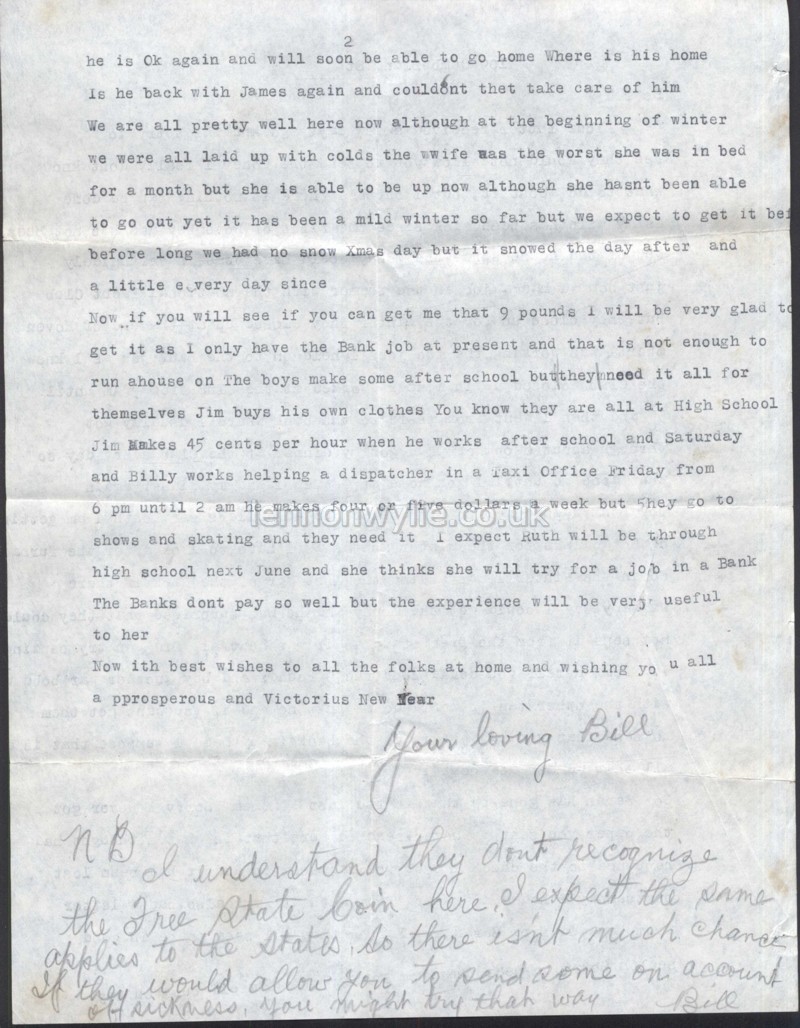 2
he is Ok again and will soon be able to go home Where is his home
Is he back with James again and could6nt thet take care of him
We are all pretty well here now although at the beginning of winter
we were all laid up with colds the wwife was the worst she was in bed
for a month but she is able to be up now although she hasnt been able
to go out yet it has been a mild winter so far but we expect to get it bef
before long we had no snow Xmas day but it snowed the day after and
a little e very day since
Now if you will see if you can get me that 9 pounds I will be very glad to
get it as I only have the Bank job at present and that is not enough to
run ahouse on The boys make some after school but they need it all for
themselves Jim buys his own clothes You know they are all at High School
Jim Makes 45 cents per hour when he works after school and Saturday
and Billy works helping a dispatcher in a Taxi Office Friday from
6 pm until 2 am he makes four or five dollars a week but 5hey go to
lennonwylie.co.uk
shows and skating and they need it I expect Ruth will be through
high school next June and she thinks she will try for a job in a Bank
The Banks dont pay so well but the experience will be very useful
to her
Now ith best wishes to all the folks at home and wishing yo u all
a pprosperous and Victorius New Year
Your loving Bill
NB
I understand they dont recognize
the Free State Coin here. I expect the same
applies to the States. So there isn't much chance
If they would allow you to send some on account
of sickness, you might try that way Bill